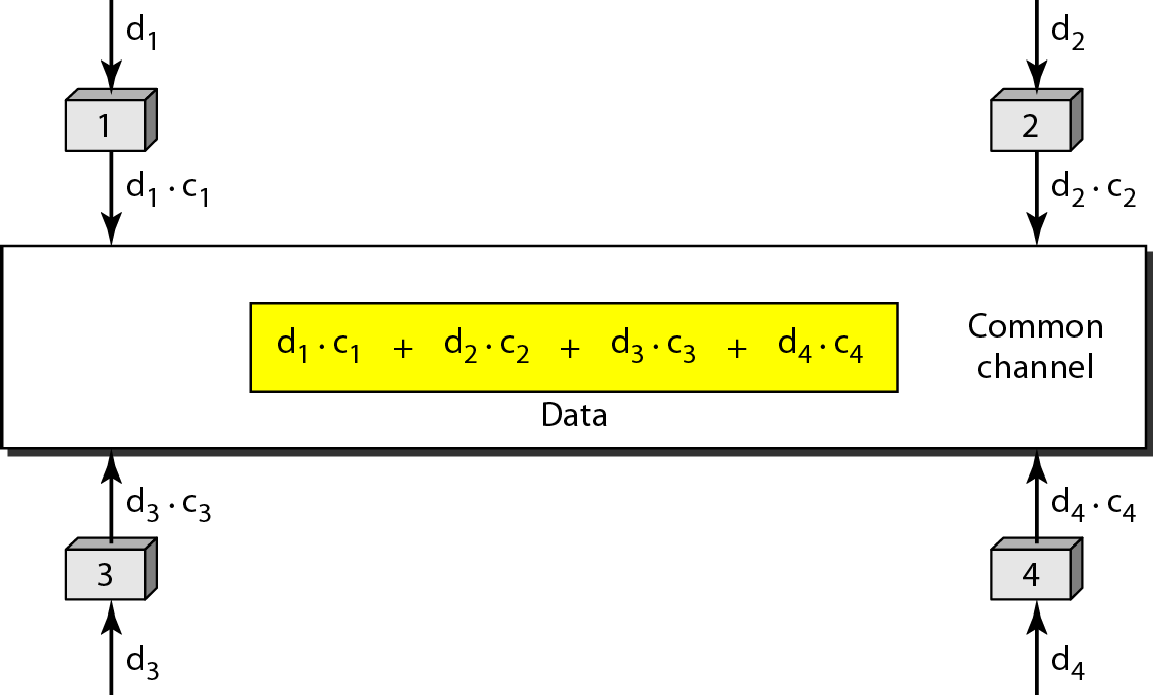 d₁ d₂
1 2
d₁ . c₁ d₂ . c₂
d₁ . c₁ + d₂ . c₂ + d₃ . c₃ + d₄ . c₄
Common
channel
Data
d₃ . c₃ d₄ . c₄
3 4
d₃ d₄